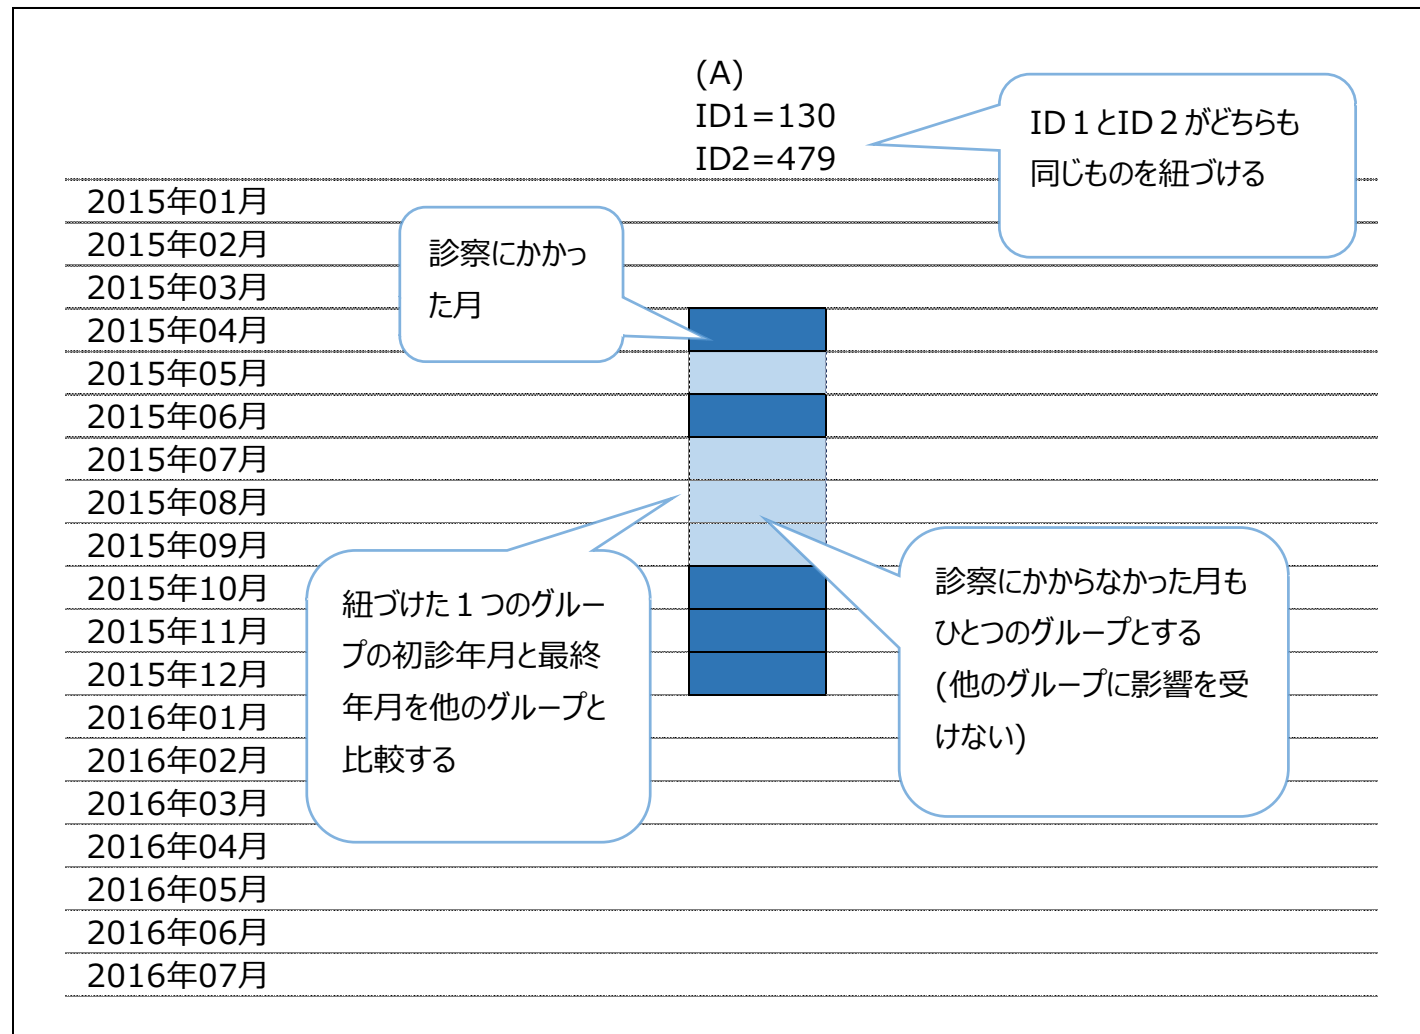 (A)
ID1=130
ID2=479
ID１とID２がどちらも
同じものを紐づける
2015年01月
2015年02月
2015年03月
2015年04月
2015年05月
2015年06月
2015年07月
2015年08月
2015年09月
2015年10月
2015年11月
2015年12月
2016年01月
2016年02月
2016年03月
2016年04月
2016年05月
2016年06月
2016年07月
診察にかかっ
た月
紐づけた１つのグルー
プの初診年月と最終
年月を他のグループと
比較する
診察にかからなかった月も
ひとつのグループとする
(他のグループに影響を受
けない)